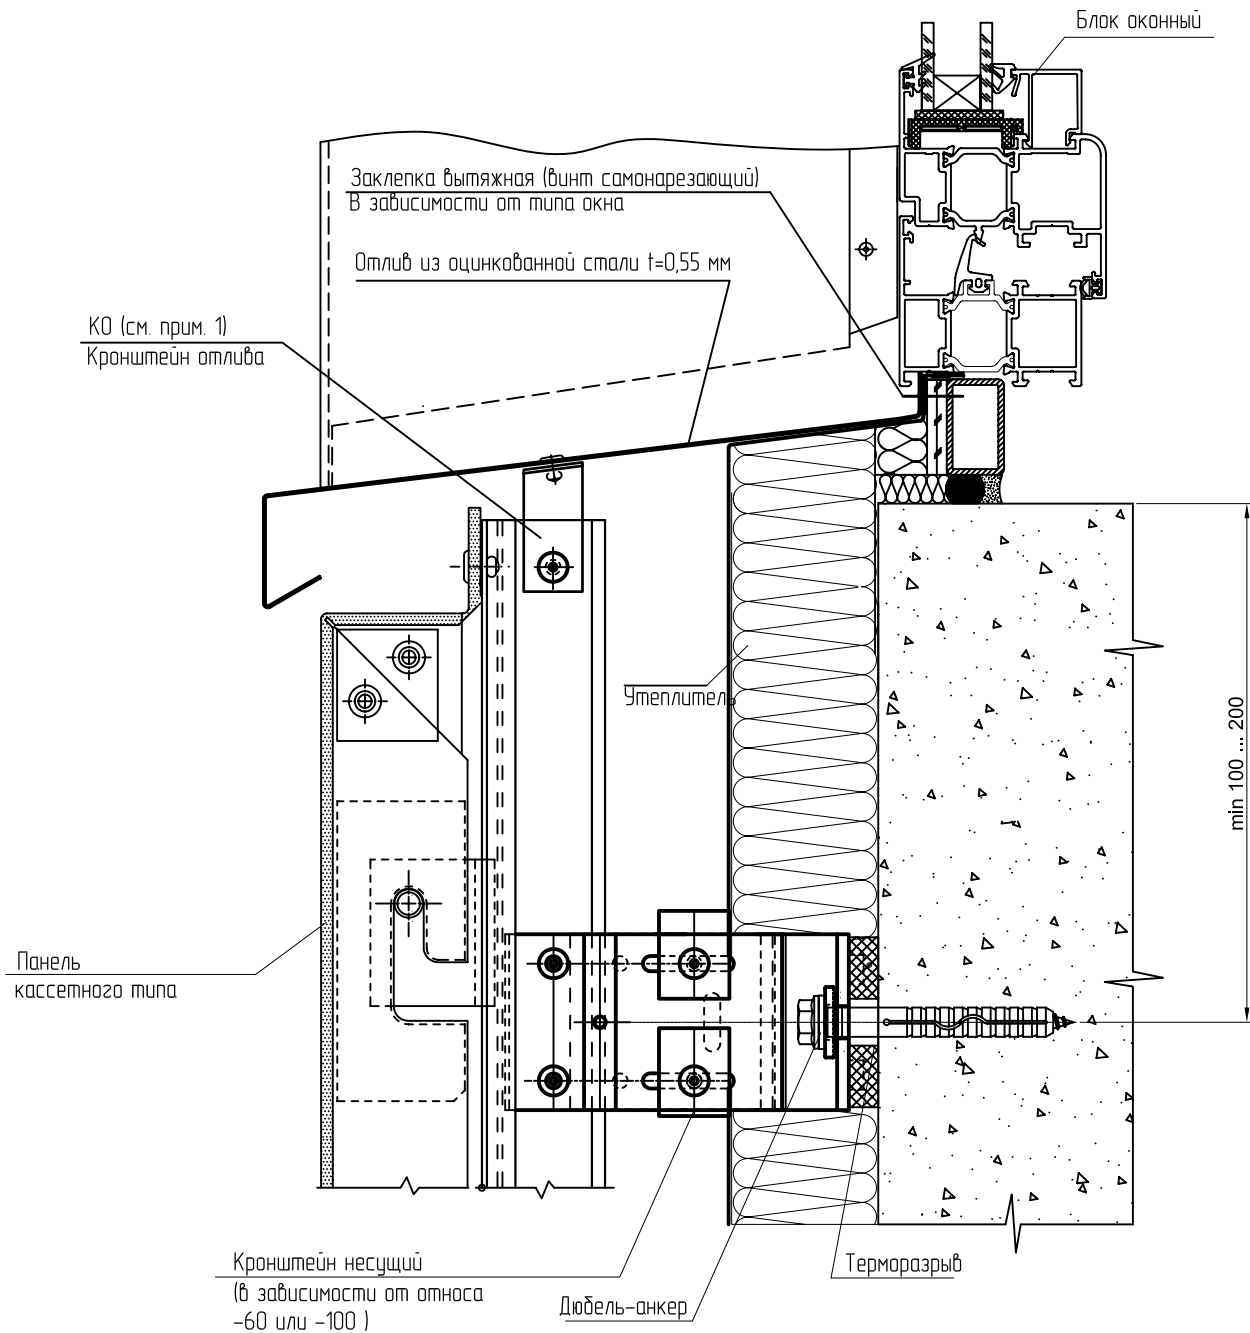 Блок оконный
Заклепка вытяжная (винт самонарезающий)
В зависимости от типа окна
Отлив из оцинкованной стали t=0,55 мм
КО (см. прим. 1)
Кронштейн отлива
Утеплитель
min 100 ... 200
Панель
кассетного типа
Кронштейн несущий
(в зависимости от относа
-60 или -100 )
Дюбель-анкер
Терморазрыв